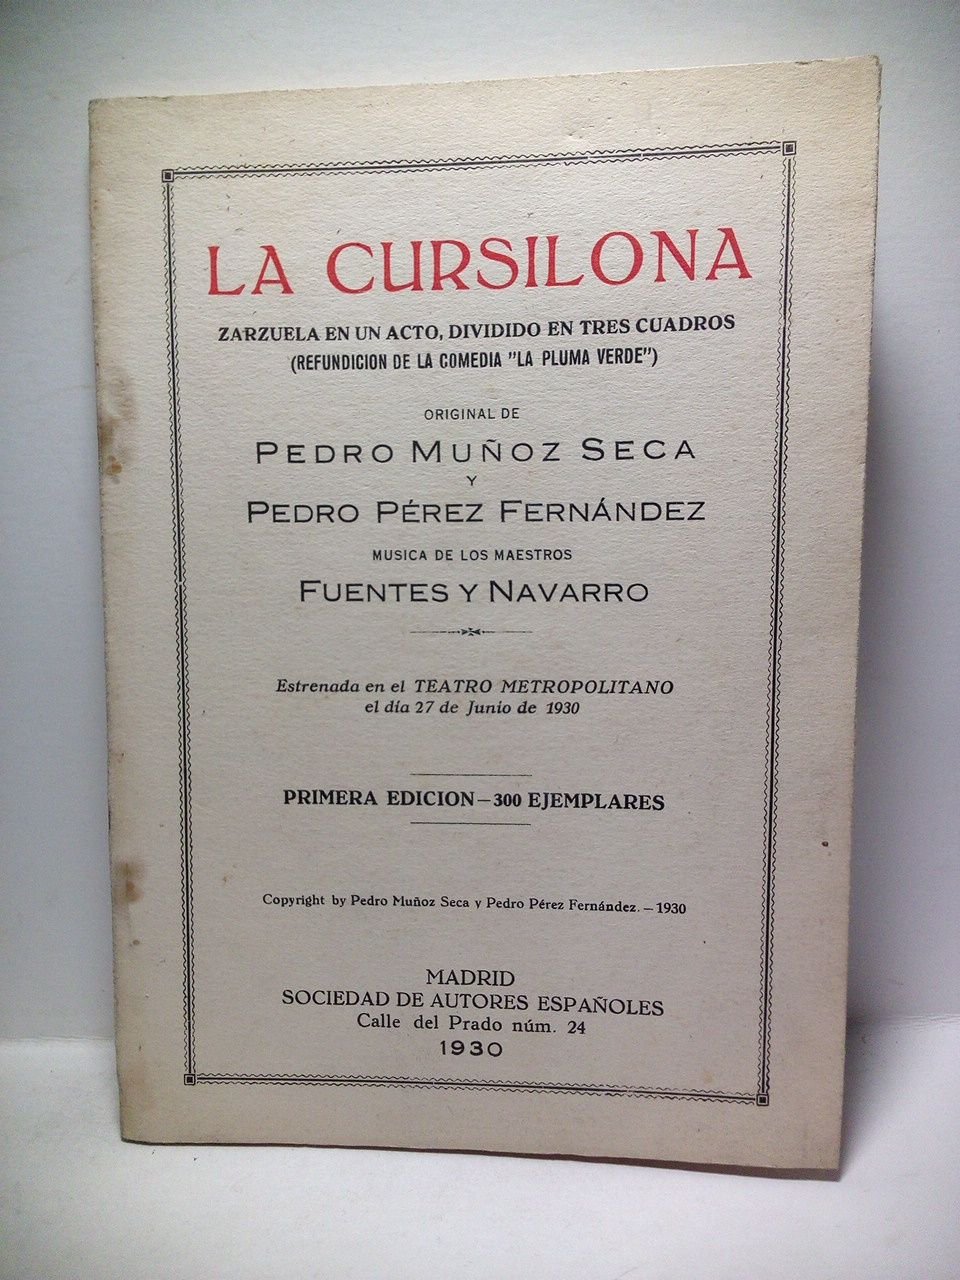 LA CURSILONA
ZARZUELA EN UN ACTO, DIVIDIDO EN TRES CUADROS
(REFUNDICION DE LA COMEDIA "LA PLUMA VERDE")
ORIGINAL DE
PEDRO MUÑOZ SECA
Y
PEDRO PÉREZ FERNÁNDEZ
MUSICA DE LOS MAESTROS
FUENTES Y NAVARRO
Estrenada en el TEATRO METROPOLITANO
el día 27 de Junio de 1930
PRIMERA EDICION—300 EJEMPLARES
Copyright by Pedro Muñoz Seca y Pedro Pérez Fernández.—1930
MADRID
SOCIEDAD DE AUTORES ESPAÑOLES
Calle del Prado núm. 24
1930